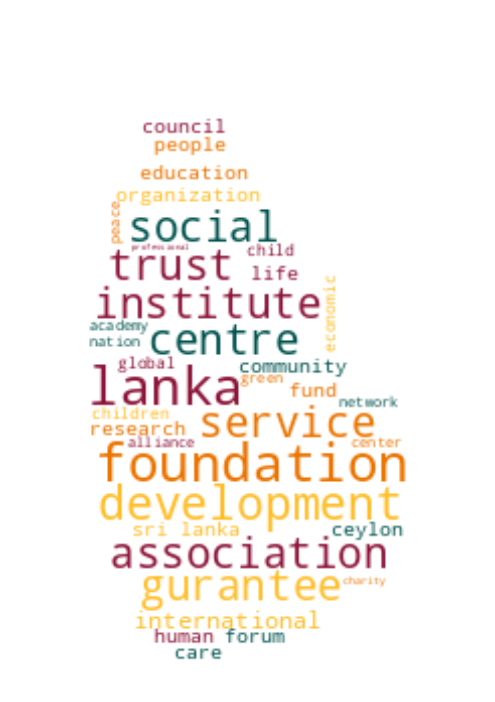 council
people
education
organization
peace
social
professional
trust child
life
institute
economic
academy
centre
nation
global community
lanka green
fund
network
children
service
research
alliance center
foundation
development
sri lanka ceylon
association
gurantee charity
international
human forum
care